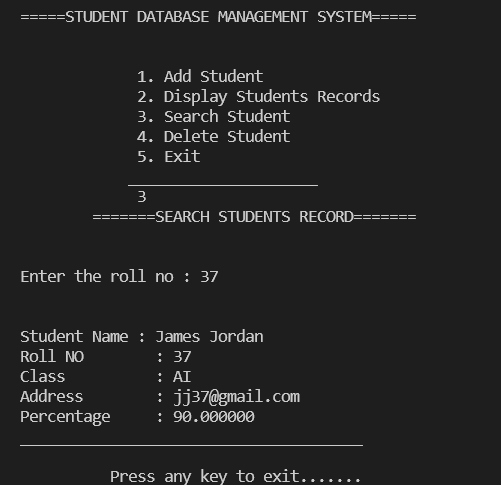 =====STUDENT DATABASE MANAGEMENT SYSTEM=====
1. Add Student
2. Display Students Records
3. Search Student
4. Delete Student
5. Exit
_____________________
3
=======SEARCH STUDENTS RECORD=======
Enter the roll no : 37
Student Name : James Jordan
Roll NO : 37
Class : AI
Address : jj37@gmail.com
Percentage : 90.000000
______________________________________
Press any key to exit.......